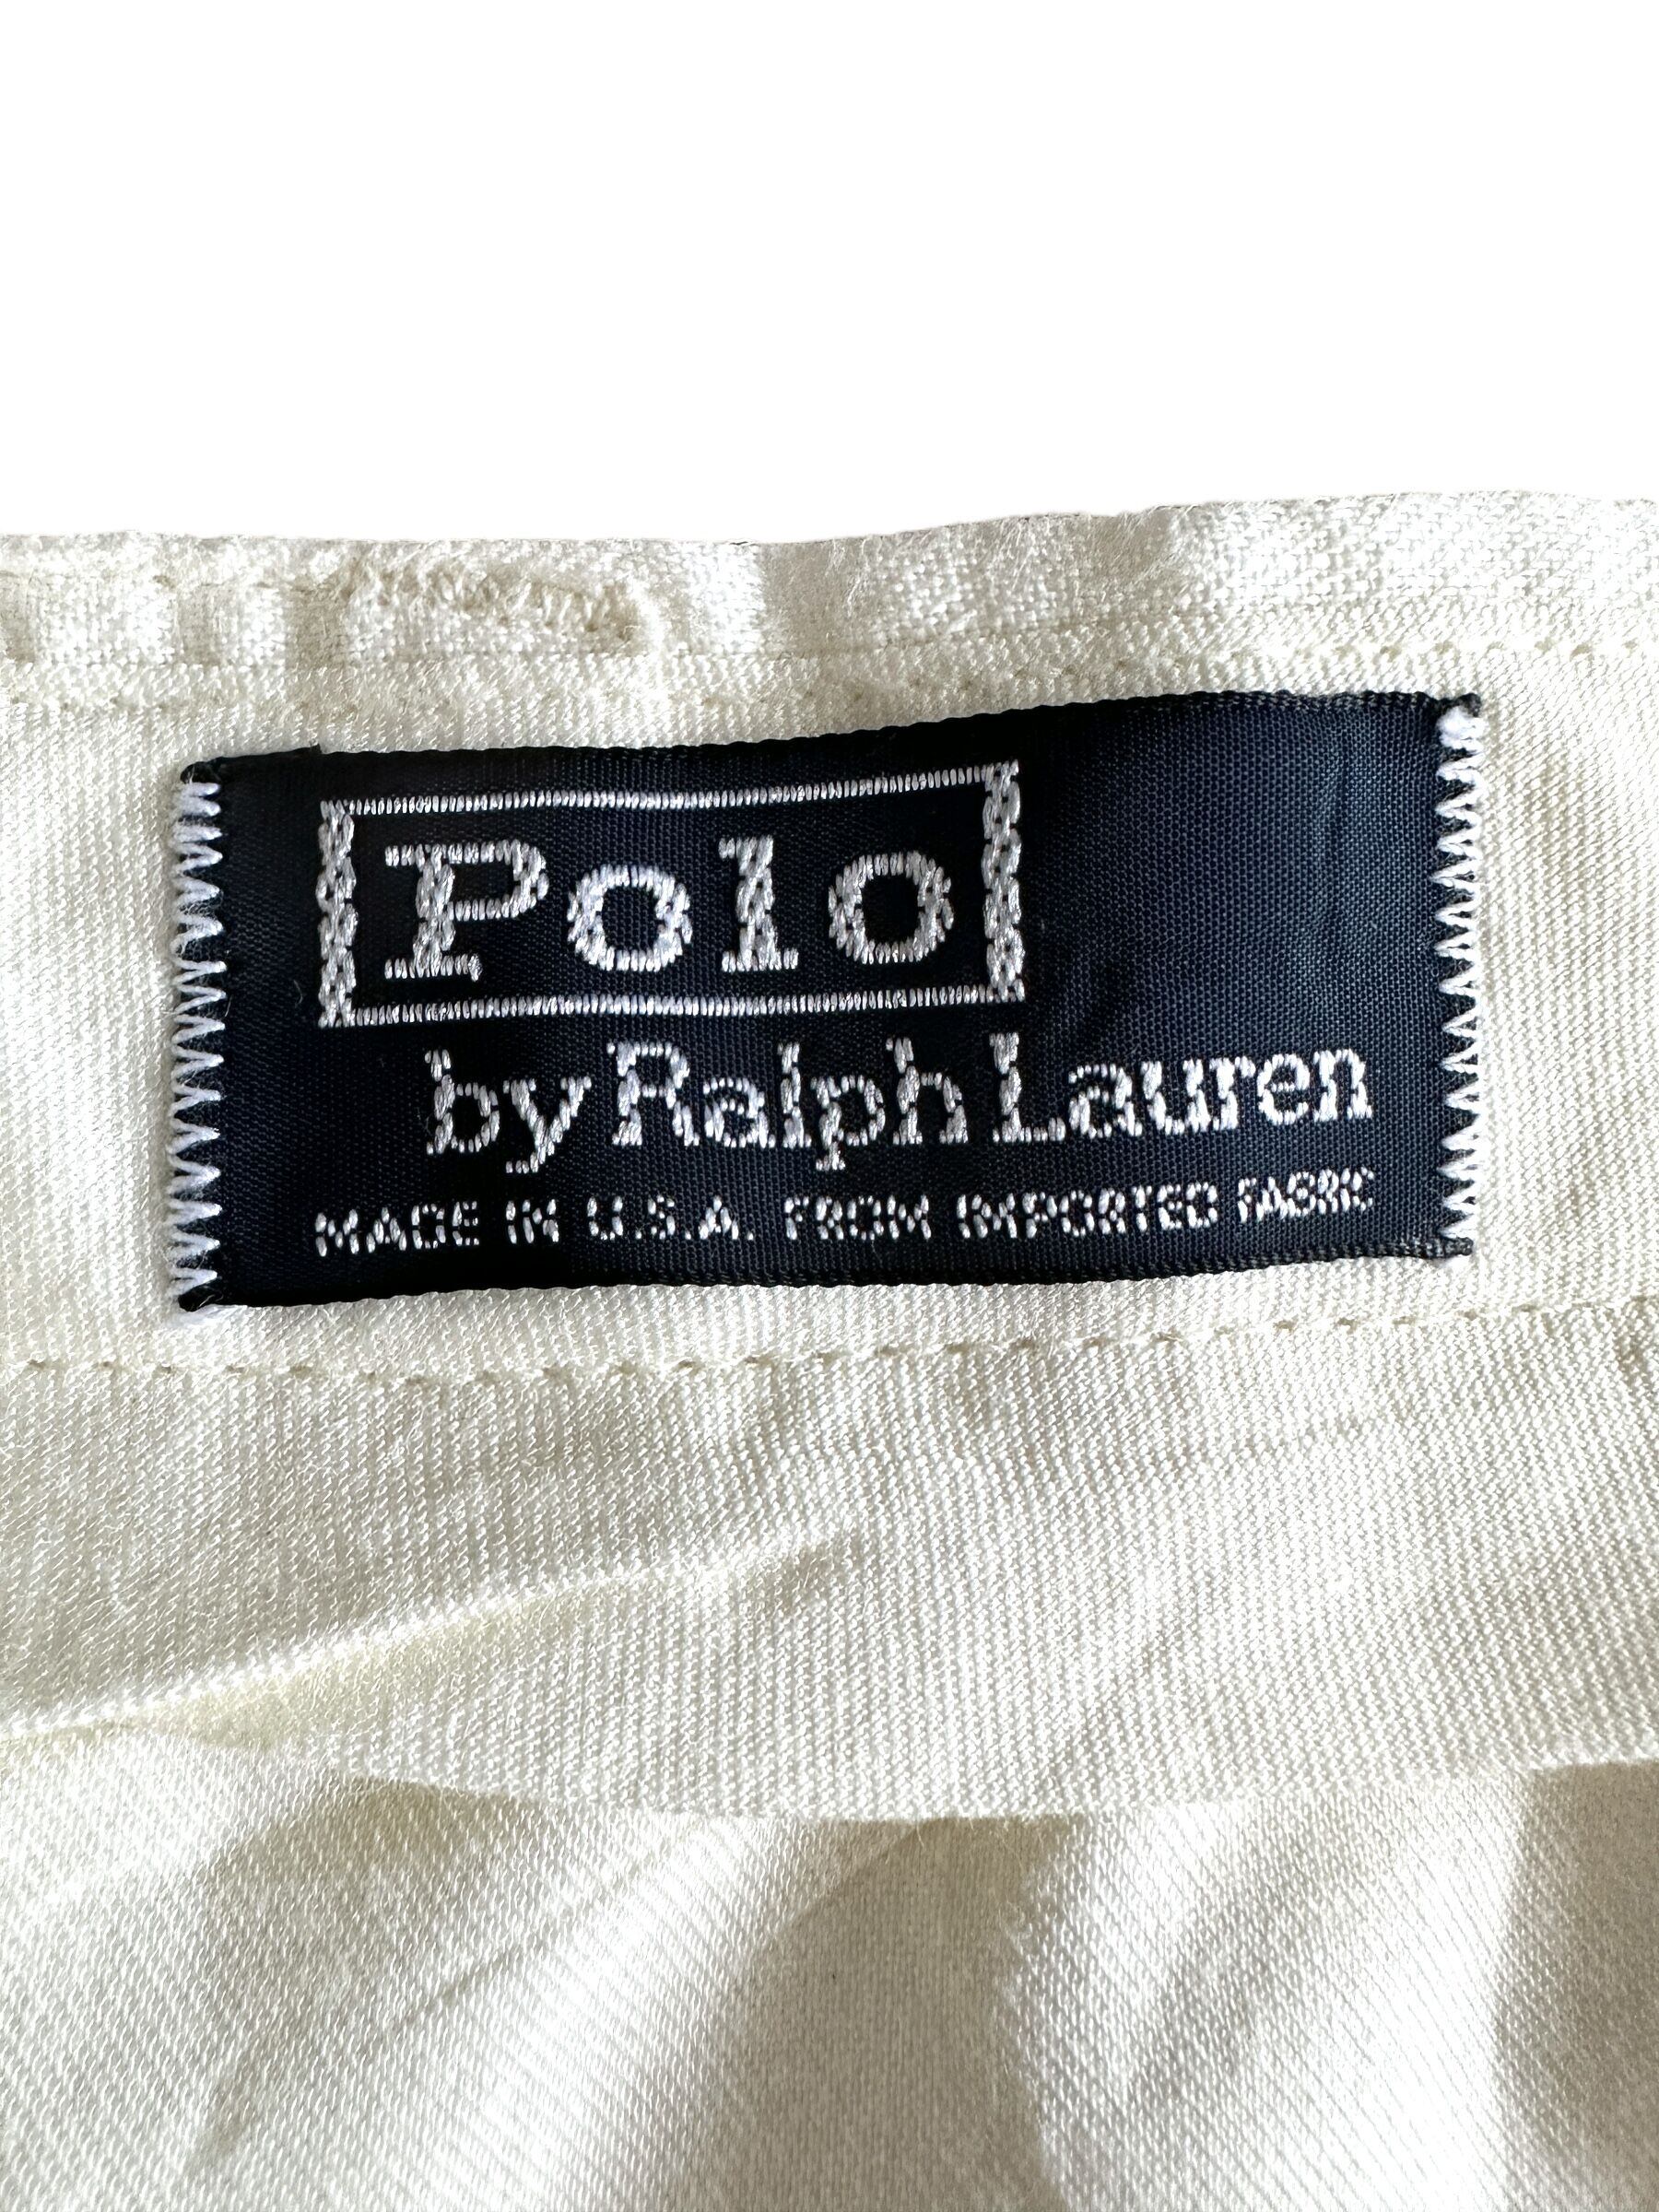 Polo
by Ralph Lauren
MADE IN U.S.A. FROM IMPORTED FABRIC